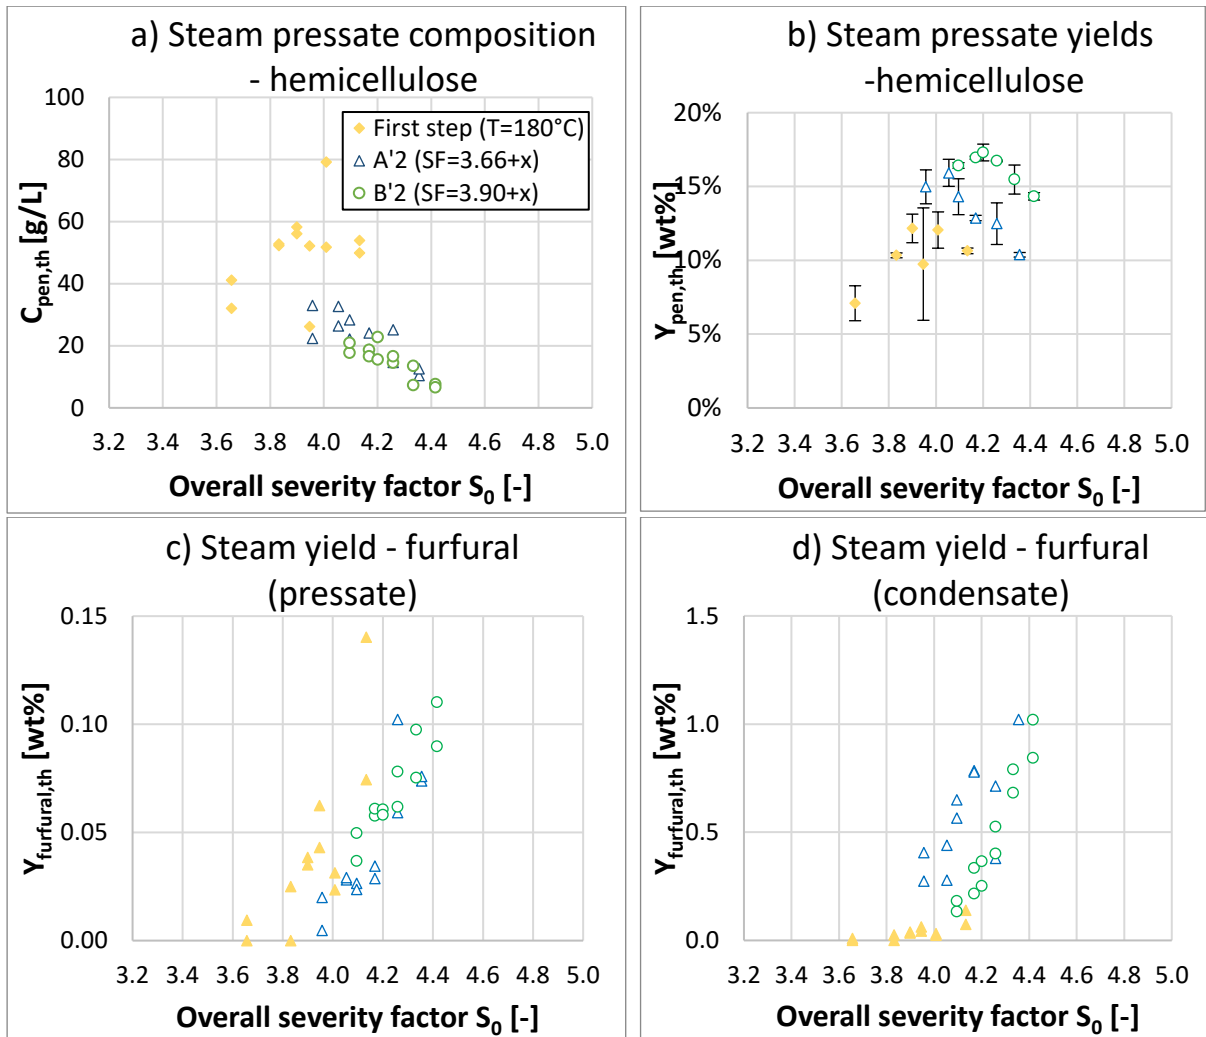 a) Steam pressate composition
- hemicellulose
100
80
60
40
20
0
C_pen,th [g/L]
First step (T=180°C)
A'2 (SF=3.66+x)
B'2 (SF=3.90+x)
3.2 3.4 3.6 3.8 4.0 4.2 4.4 4.6 4.8 5.0
Overall severity factor S₀ [-]
b) Steam pressate yields
-hemicellulose
20%
15%
10%
5%
0%
Y_pen,th [wt%]
3.2 3.4 3.6 3.8 4.0 4.2 4.4 4.6 4.8 5.0
Overall severity factor S₀ [-]
c) Steam yield - furfural
(pressate)
0.15
0.10
0.05
0.00
Y_furfural,th [wt%]
3.2 3.4 3.6 3.8 4.0 4.2 4.4 4.6 4.8 5.0
Overall severity factor S₀ [-]
d) Steam yield - furfural
(condensate)
1.5
1.0
0.5
0.0
Y_furfural,th [wt%]
3.2 3.4 3.6 3.8 4.0 4.2 4.4 4.6 4.8 5.0
Overall severity factor S₀ [-]